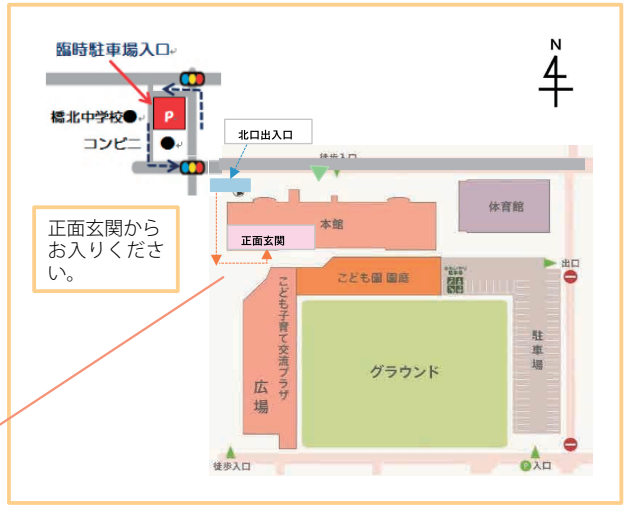 臨時駐車場入口
N
橋北中学校●
P
コンビニ ●
北口出入口
徒歩入口
正面玄関から
お入りくださ
い。
本館
体育館
正面玄関
こども園 園庭
出口
こども子育て交流プラザ
広場
グラウンド
駐車場
徒歩入口
P入口